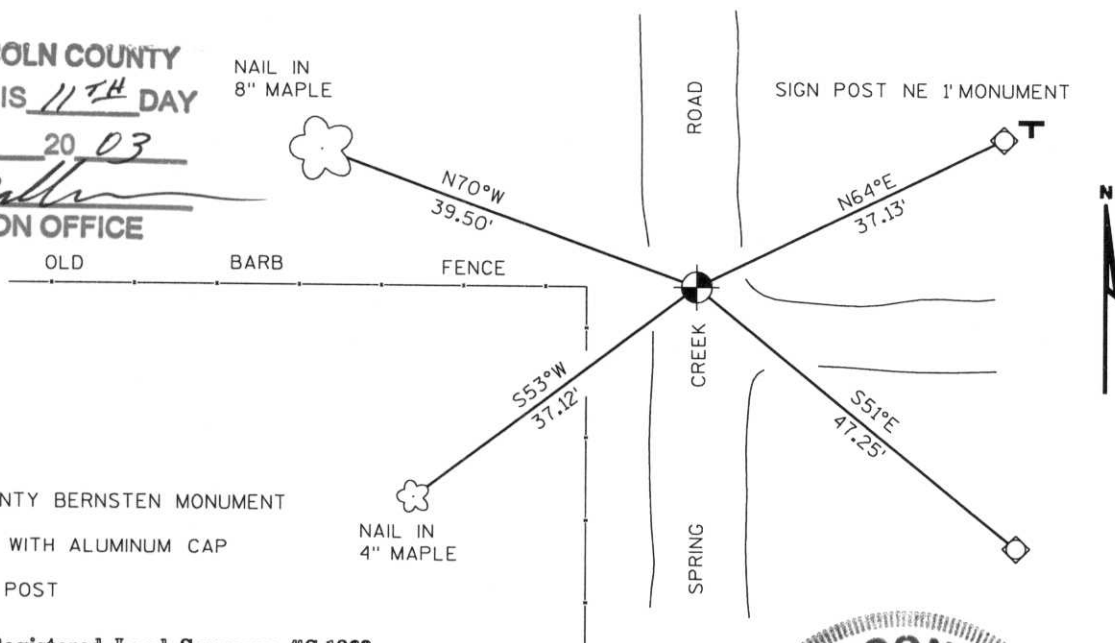 OLN COUNTY
IS 11TH DAY
20 03
ON OFFICE
NAIL IN
8" MAPLE
ROAD
SIGN POST NE 1' MONUMENT
T
N70°W
39.50'
N64°E
37.13'
N
OLD BARB FENCE
CREEK
S53°W
37.12'
S51°E
47.25'
NTY BERNSTEN MONUMENT
WITH ALUMINUM CAP
POST
NAIL IN
4" MAPLE
SPRING